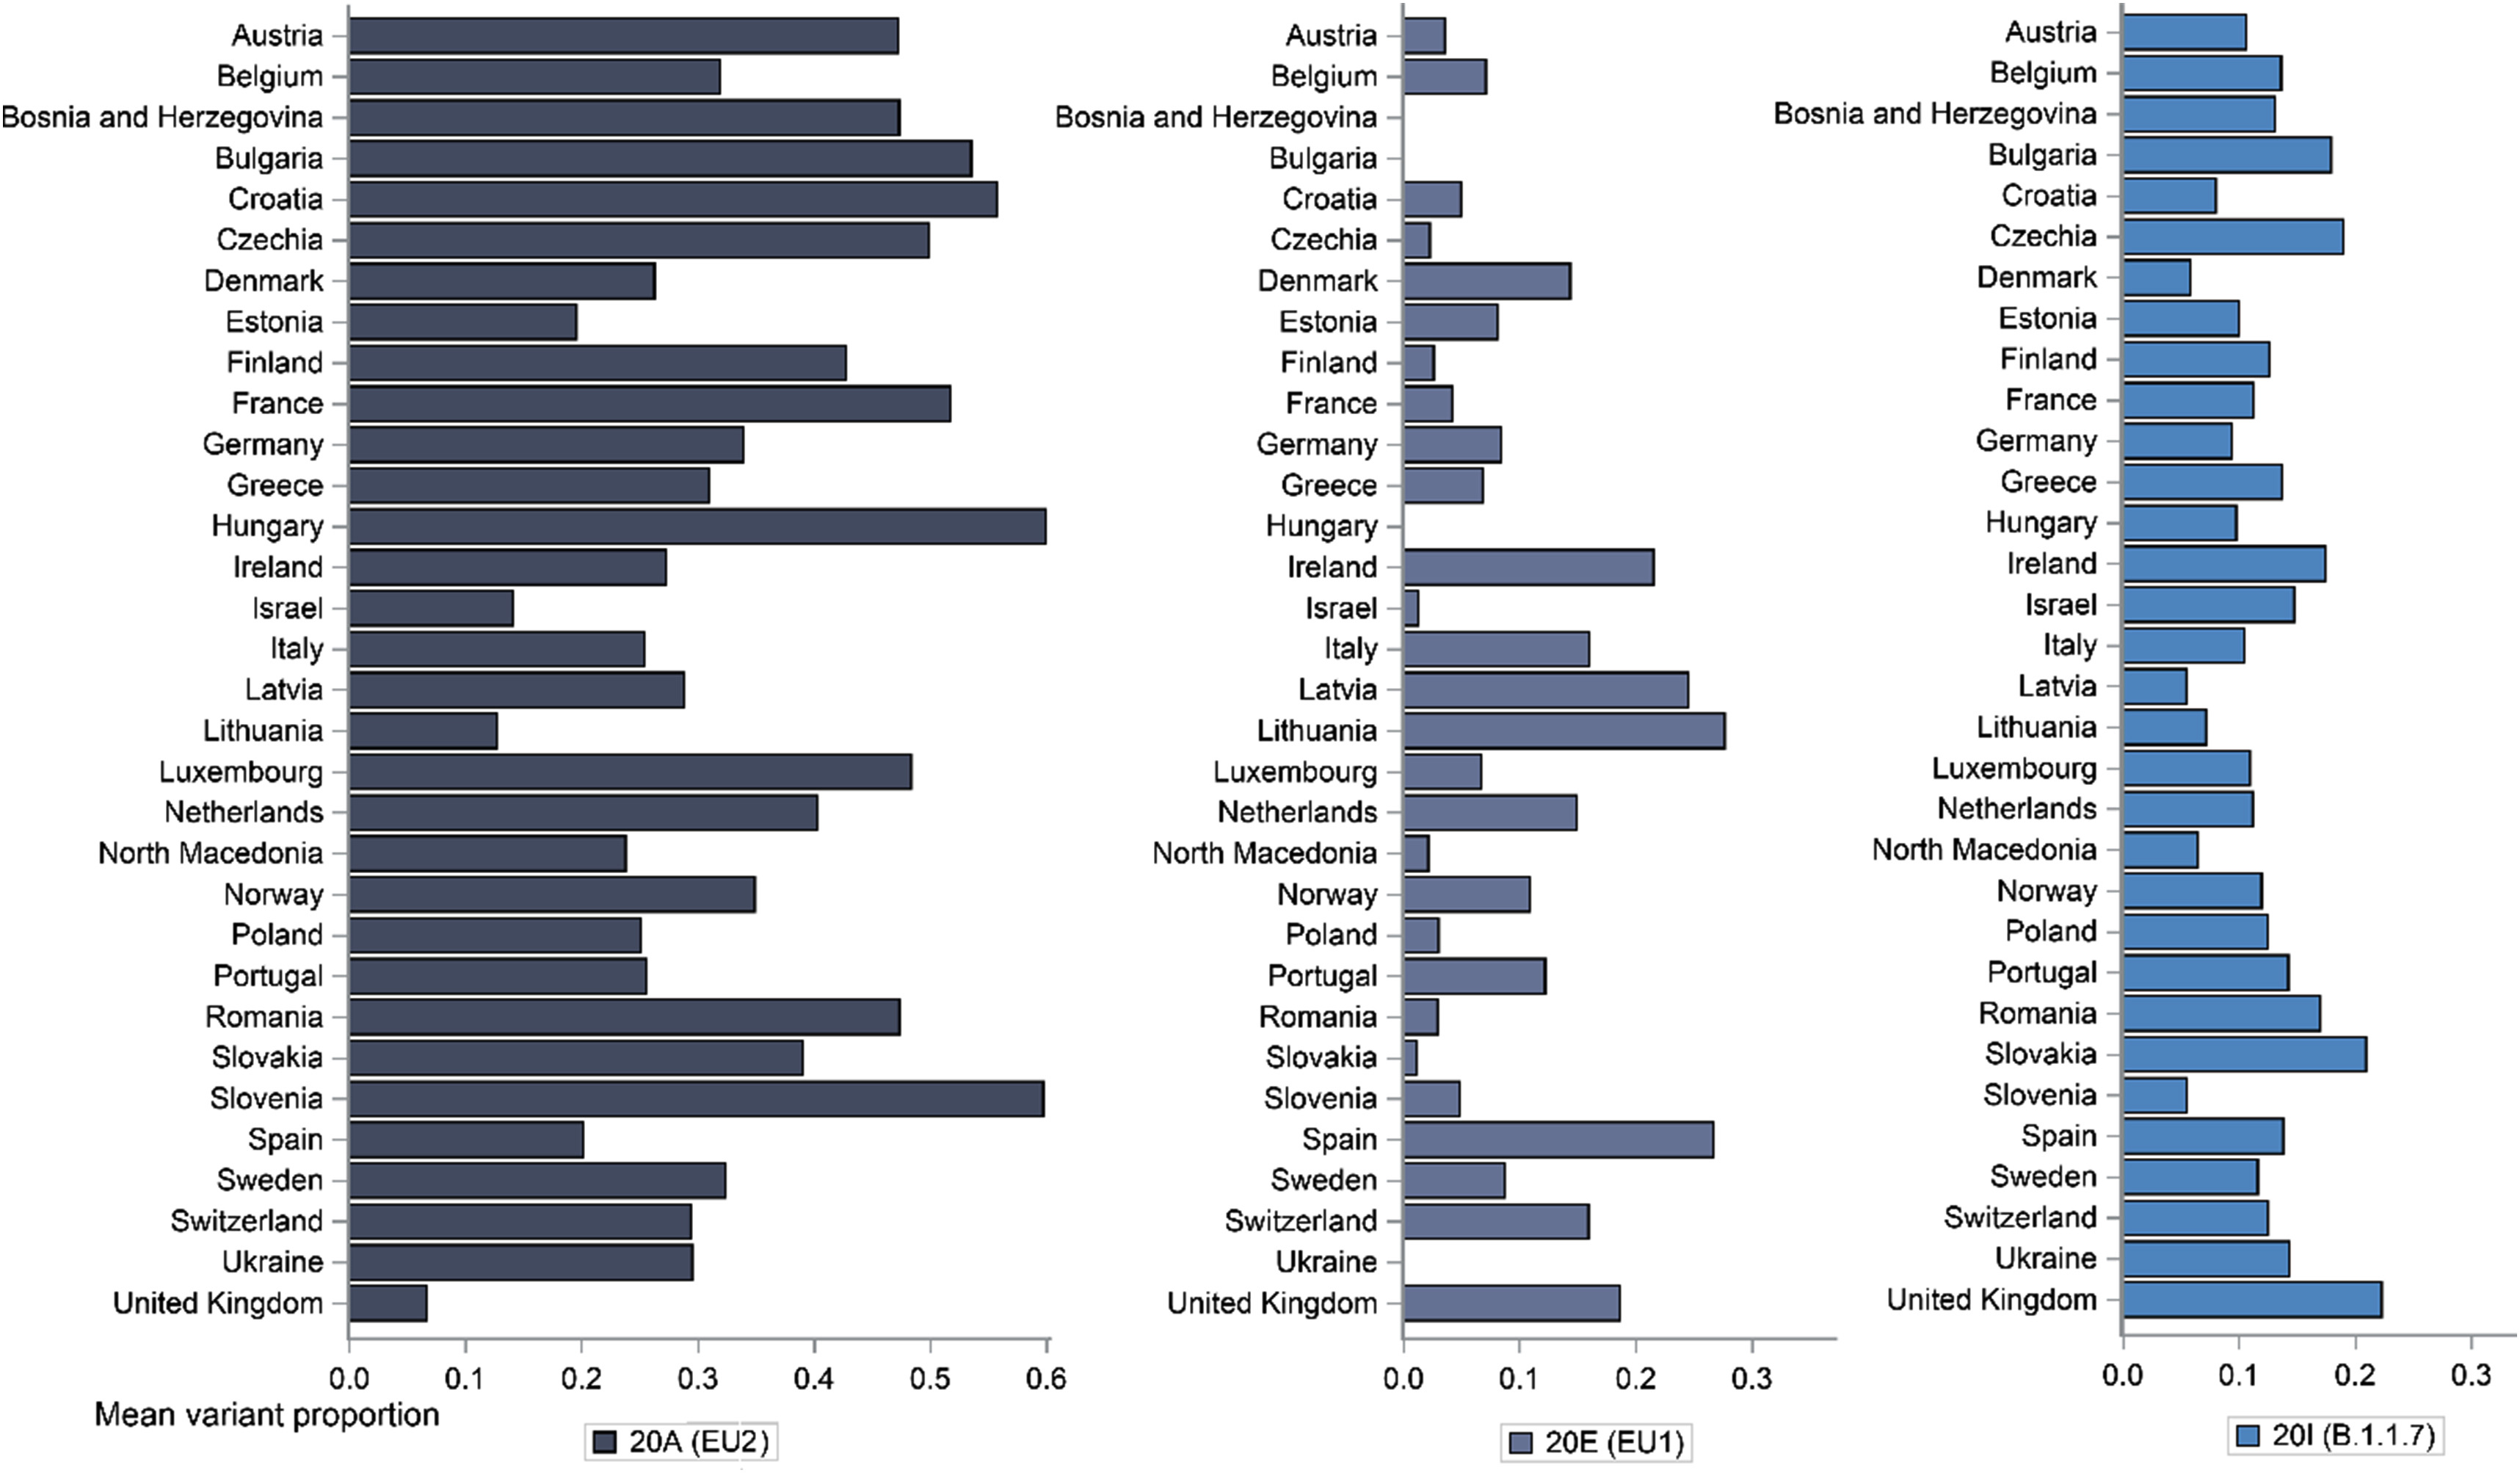 Austria
Belgium
Bosnia and Herzegovina
Bulgaria
Croatia
Czechia
Denmark
Estonia
Finland
France
Germany
Greece
Hungary
Ireland
Israel
Italy
Latvia
Lithuania
Luxembourg
Netherlands
North Macedonia
Norway
Poland
Portugal
Romania
Slovakia
Slovenia
Spain
Sweden
Switzerland
Ukraine
United Kingdom
0.0 0.1 0.2 0.3 0.4 0.5 0.6
Mean variant proportion
20A (EU2)
Austria
Belgium
Bosnia and Herzegovina
Bulgaria
Croatia
Czechia
Denmark
Estonia
Finland
France
Germany
Greece
Hungary
Ireland
Israel
Italy
Latvia
Lithuania
Luxembourg
Netherlands
North Macedonia
Norway
Poland
Portugal
Romania
Slovakia
Slovenia
Spain
Sweden
Switzerland
Ukraine
United Kingdom
0.0 0.1 0.2 0.3
20E (EU1)
Austria
Belgium
Bosnia and Herzegovina
Bulgaria
Croatia
Czechia
Denmark
Estonia
Finland
France
Germany
Greece
Hungary
Ireland
Israel
Italy
Latvia
Lithuania
Luxembourg
Netherlands
North Macedonia
Norway
Poland
Portugal
Romania
Slovakia
Slovenia
Spain
Sweden
Switzerland
Ukraine
United Kingdom
0.0 0.1 0.2 0.3
20I (B.1.1.7)